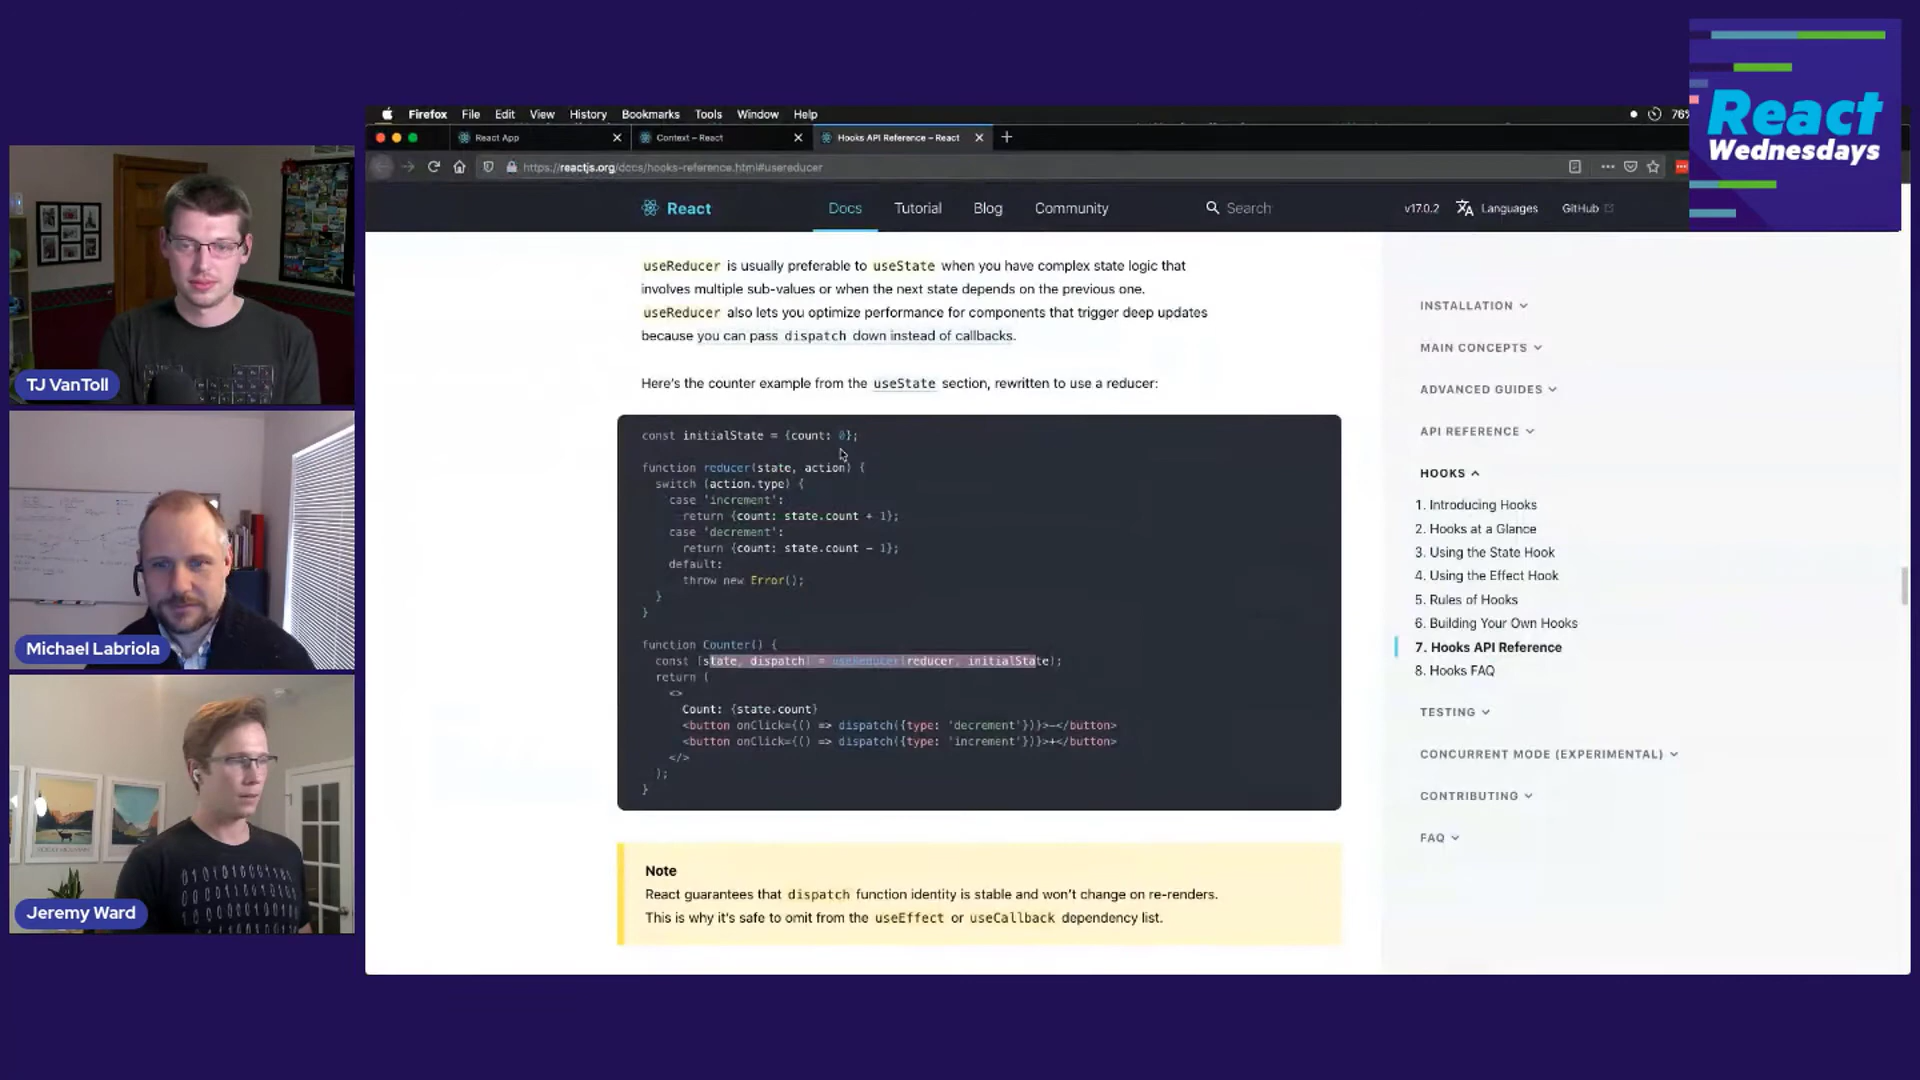 React
Wednesdays
Firefox File Edit View History Bookmarks Tools Window Help
76%
React App
Context – React
Hooks API Reference – React
https://reactjs.org/docs/hooks-reference.html#usereducer
React
Docs Tutorial Blog Community
Search
v17.0.2 Languages GitHub
useReducer is usually preferable to useState when you have complex state logic that
involves multiple sub-values or when the next state depends on the previous one.
useReducer also lets you optimize performance for components that trigger deep updates
because you can pass dispatch down instead of callbacks.
Here's the counter example from the useState section, rewritten to use a reducer:
const initialState = {count: 0};
function reducer(state, action) {
switch (action.type) {
case 'increment':
return {count: state.count + 1};
case 'decrement':
return {count: state.count - 1};
default:
throw new Error();
}
}
function Counter() {
const [state, dispatch] = useReducer(reducer, initialState);
return (
<>
Count: {state.count}
<button onClick={() => dispatch({type: 'decrement'})}>-</button>
<button onClick={() => dispatch({type: 'increment'})}>+</button>
</>
);
}
Note
React guarantees that dispatch function identity is stable and won't change on re-renders.
This is why it's safe to omit from the useEffect or useCallback dependency list.
INSTALLATION
MAIN CONCEPTS
ADVANCED GUIDES
API REFERENCE
HOOKS
1. Introducing Hooks
2. Hooks at a Glance
3. Using the State Hook
4. Using the Effect Hook
5. Rules of Hooks
6. Building Your Own Hooks
7. Hooks API Reference
8. Hooks FAQ
TESTING
CONCURRENT MODE (EXPERIMENTAL)
CONTRIBUTING
FAQ
TJ VanToll
Michael Labriola
Jeremy Ward